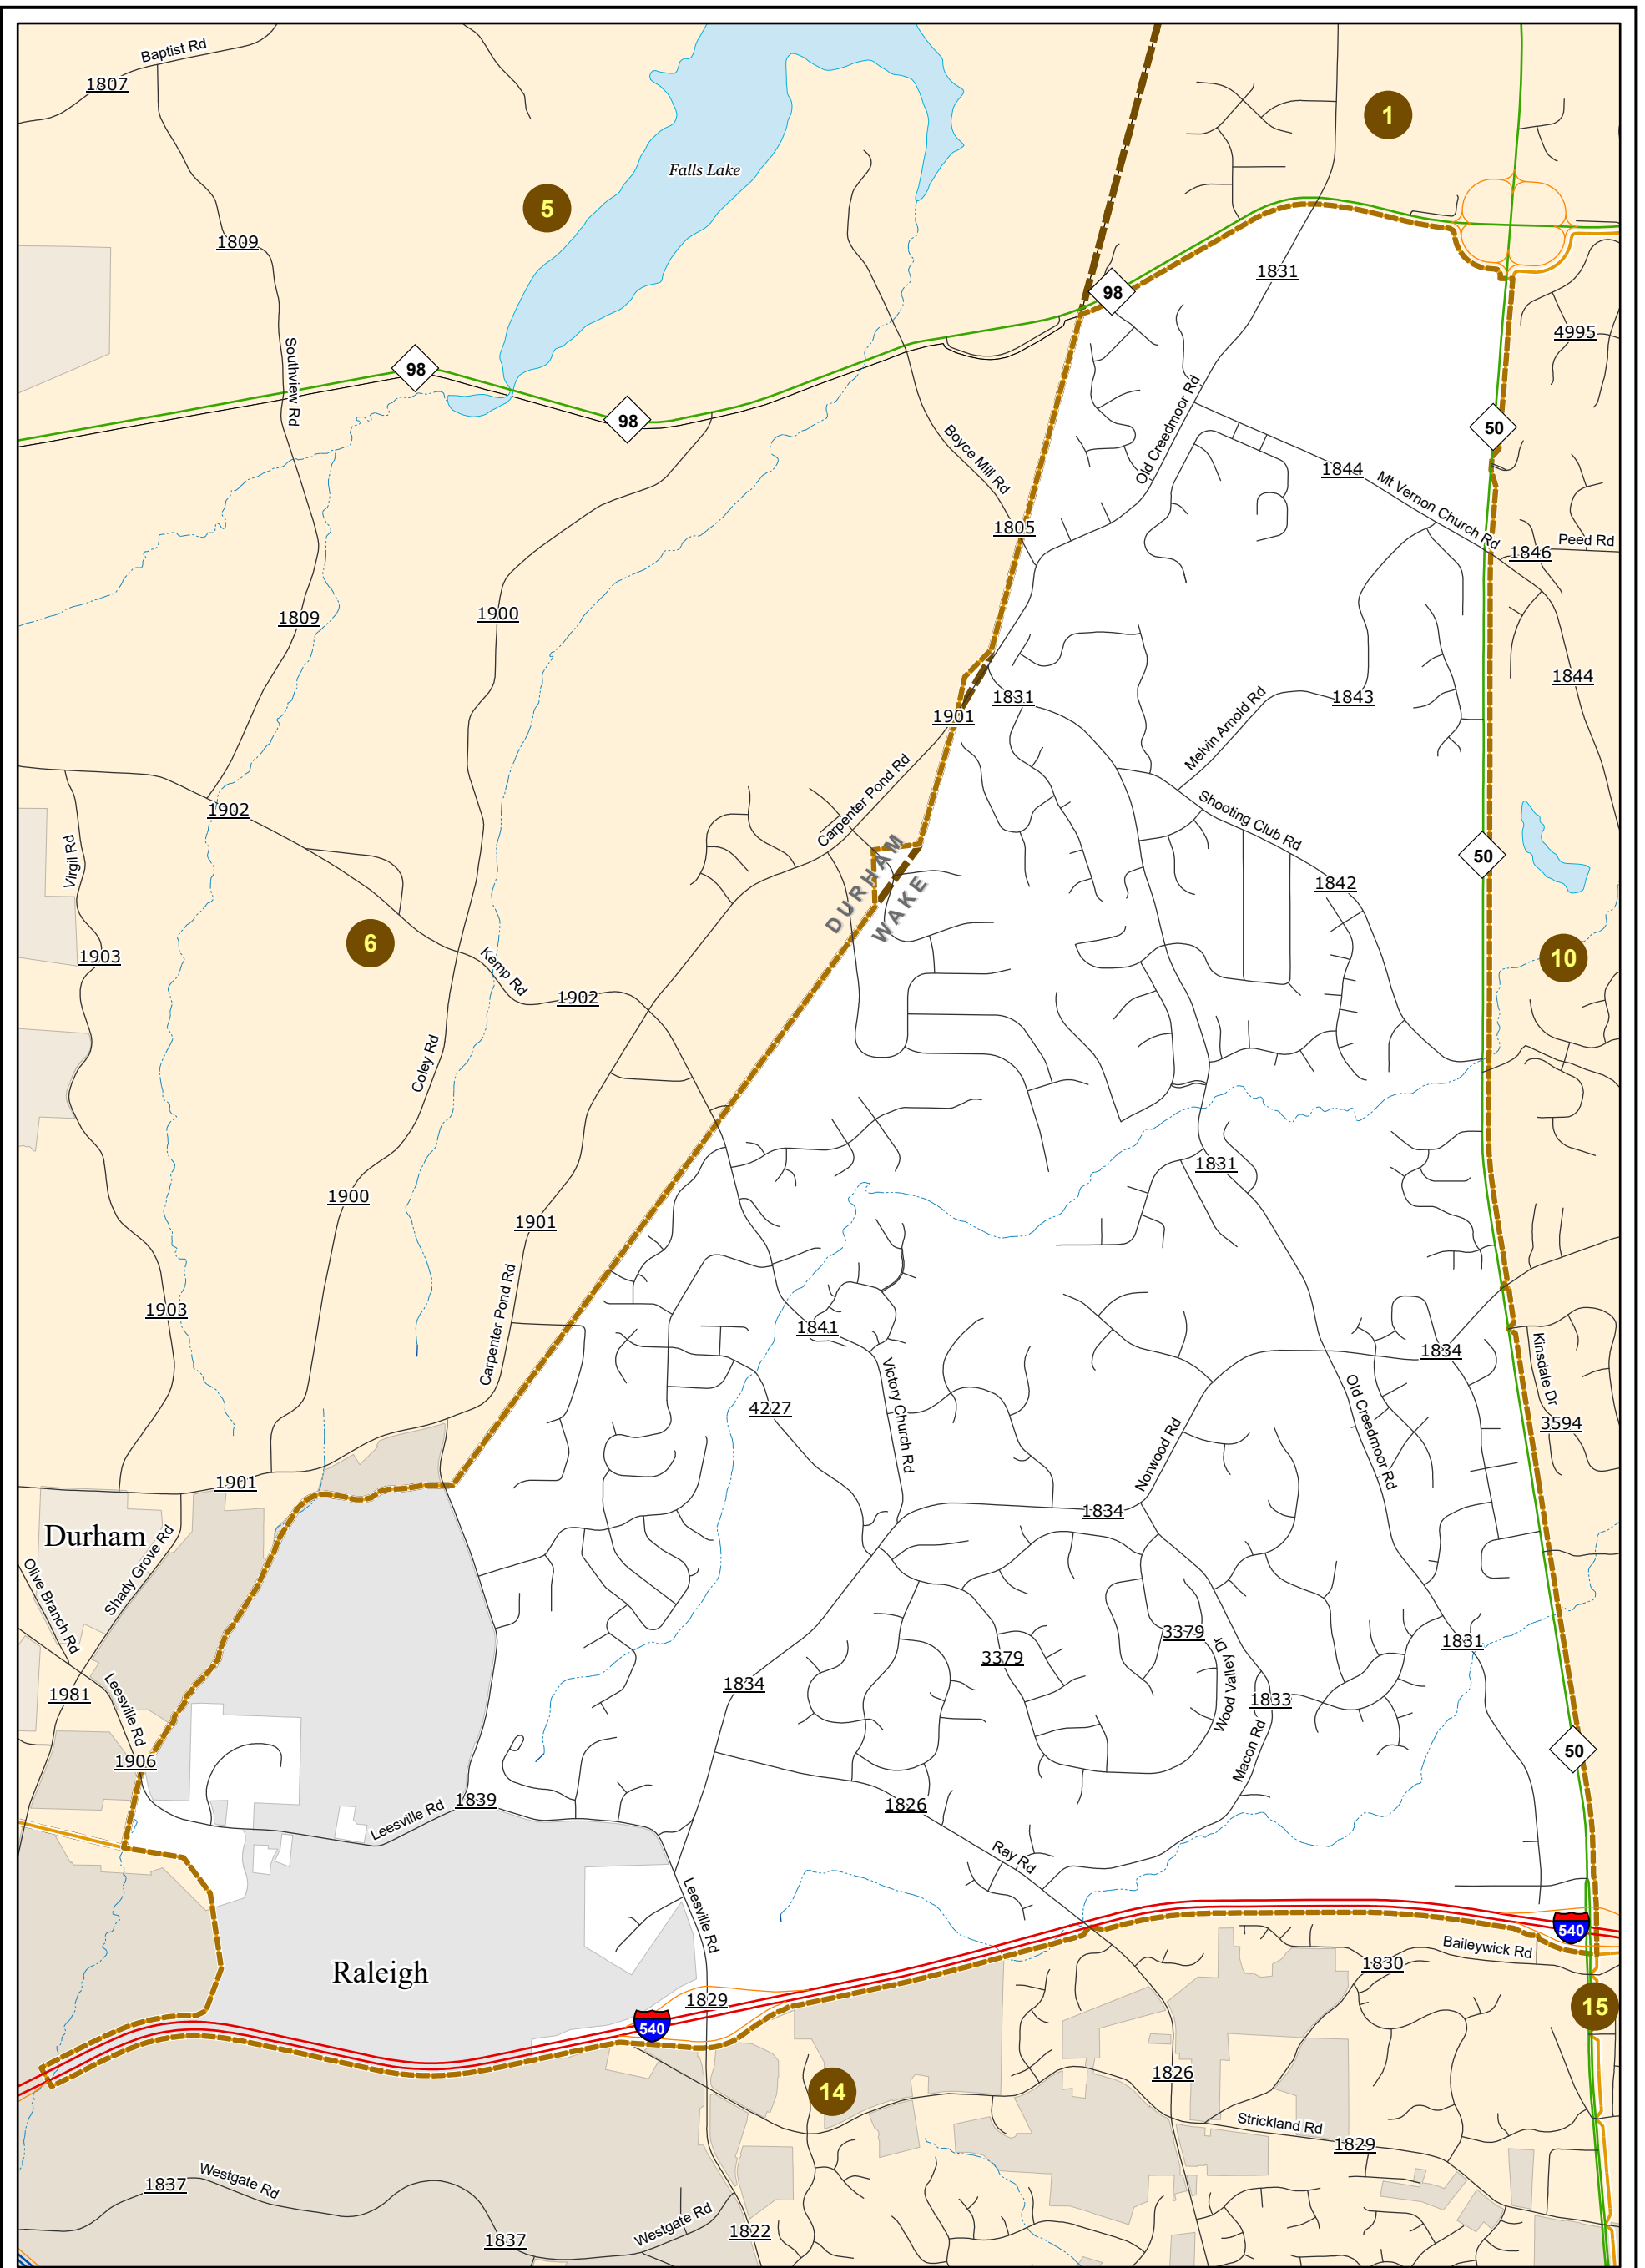 Baptist Rd
1807
1
Falls Lake
5
1809
1831
98
4995
Southview Rd
98
98
50
Old Creedmoor Rd
Boyce Mill Rd
1844
Mt Vernon Church Rd
1805
Peed Rd
1846
1809
1900
1844
1831
1843
1901
Melvin Arnold Rd
Carpenter Pond Rd
Shooting Club Rd
1902
Virgil Rd
50
DURHAM
WAKE
1842
6
1903
10
Kemp Rd
1902
Coley Rd
1831
1900
1901
1903
Carpenter Pond Rd
1841
1834
Kinsdale Dr
Victory Church Rd
4227
Old Creedmoor Rd
3594
Norwood Rd
1901
1834
Durham
Shady Grove Rd
Olive Branch Rd
3379
1831
3379
Wood Valley Dr
1834
1981
Leesville Rd
1833
50
1906
Macon Rd
1839
1826
Leesville Rd
Ray Rd
Leesville Rd
540
Baileywick Rd
1830
Raleigh
1829
15
540
1826
14
Strickland Rd
1829
Westgate Rd
1837
1837
Westgate Rd
1822